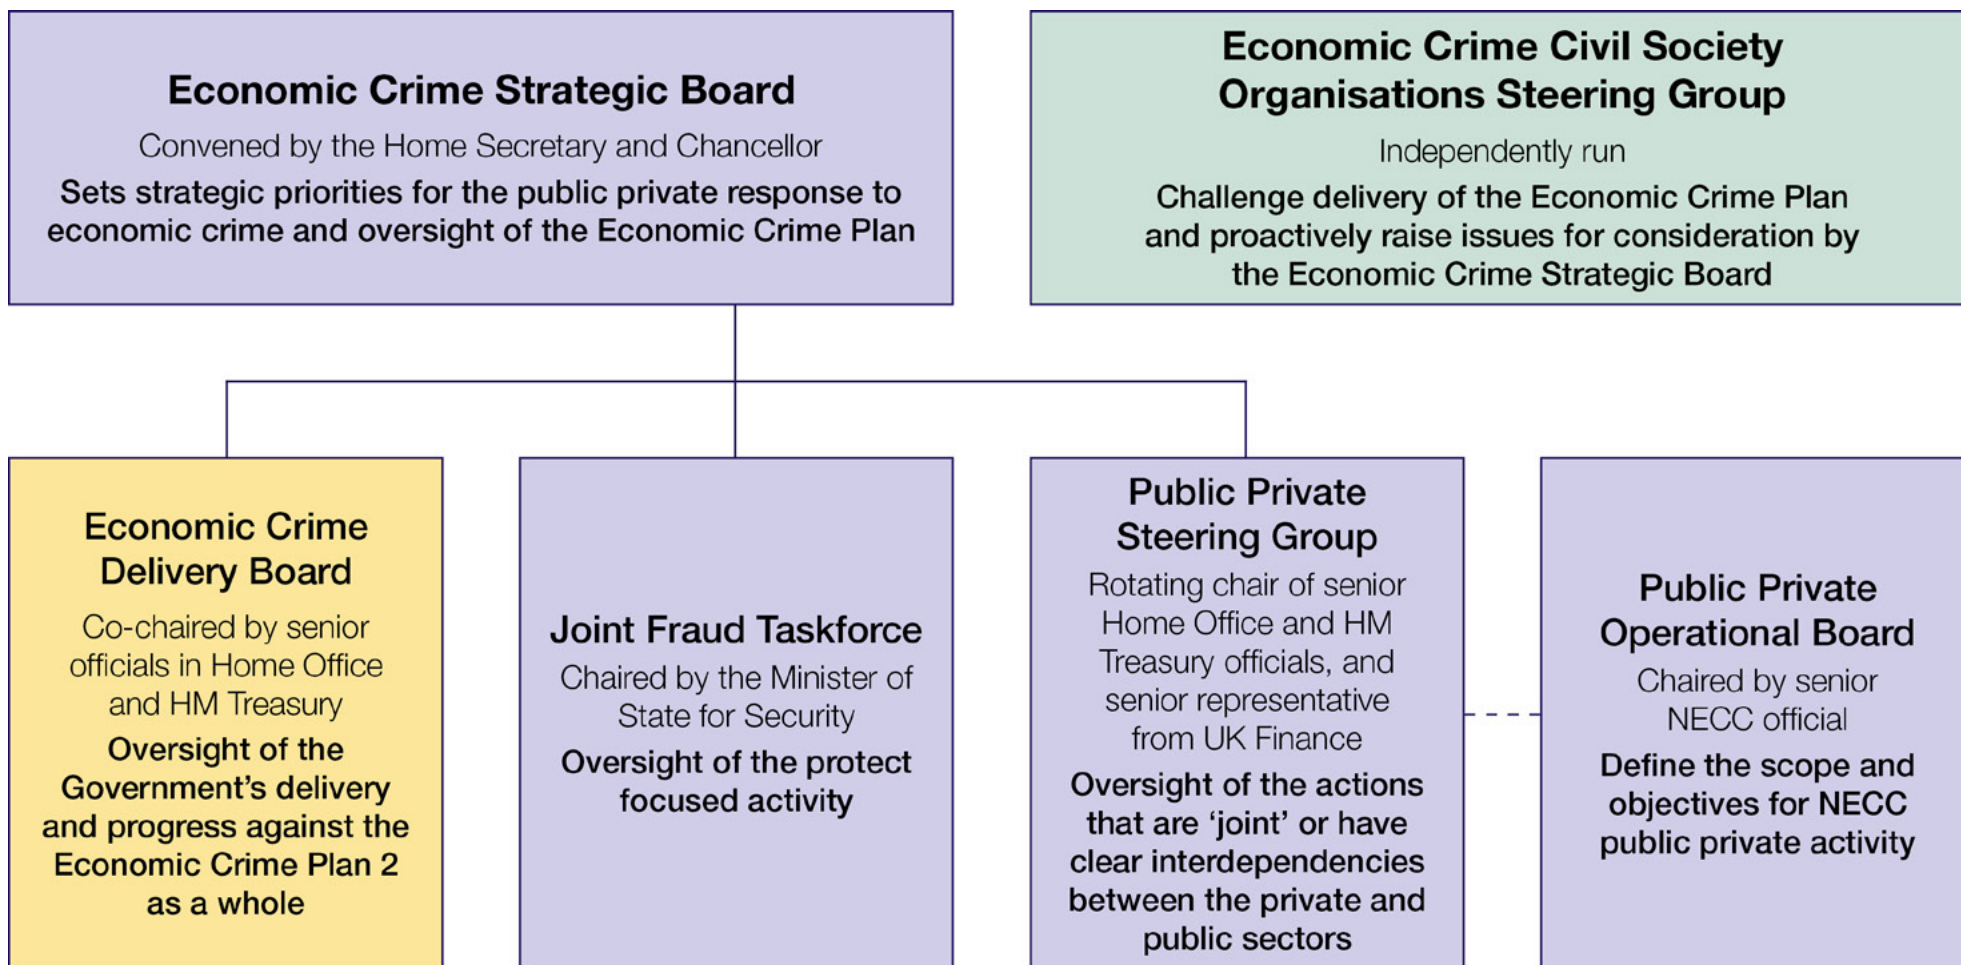 Economic Crime Strategic Board
Convened by the Home Secretary and Chancellor
Sets strategic priorities for the public private response to
economic crime and oversight of the Economic Crime Plan
Economic Crime Civil Society
Organisations Steering Group
Independently run
Challenge delivery of the Economic Crime Plan
and proactively raise issues for consideration by
the Economic Crime Strategic Board
Economic Crime
Delivery Board
Co-chaired by senior
officials in Home Office
and HM Treasury
Oversight of the
Government’s delivery
and progress against the
Economic Crime Plan 2
as a whole
Joint Fraud Taskforce
Chaired by the Minister of
State for Security
Oversight of the protect
focused activity
Public Private
Steering Group
Rotating chair of senior
Home Office and HM
Treasury officials, and
senior representative
from UK Finance
Oversight of the actions
that are ‘joint’ or have
clear interdependencies
between the private and
public sectors
Public Private
Operational Board
Chaired by senior
NECC official
Define the scope and
objectives for NECC
public private activity